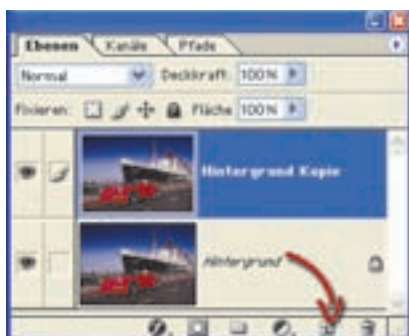 Ebenen Kanäle Pfade
Normal Deckkraft: 100%
Fixieren: Fläche: 100%
Hintergrund Kopie
Hintergrund